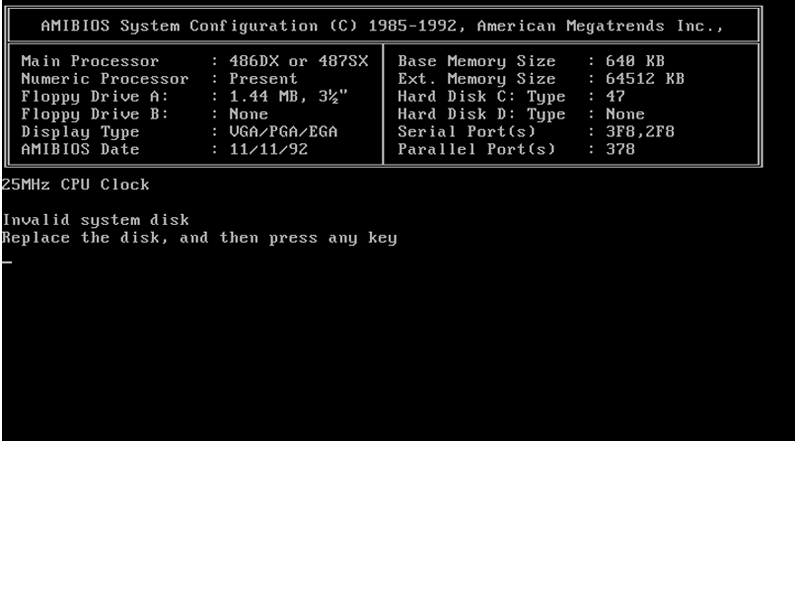 AMIBIOS System Configuration (C) 1985-1992, American Megatrends Inc.,
Main Processor : 486DX or 487SX Base Memory Size : 640 KB
Numeric Processor : Present Ext. Memory Size : 64512 KB
Floppy Drive A: : 1.44 MB, 3½" Hard Disk C: Type : 47
Floppy Drive B: : None Hard Disk D: Type : None
Display Type : VGA/PGA/EGA Serial Port(s) : 3F8,2F8
AMIBIOS Date : 11/11/92 Parallel Port(s) : 378
25MHz CPU Clock
Invalid system disk
Replace the disk, and then press any key